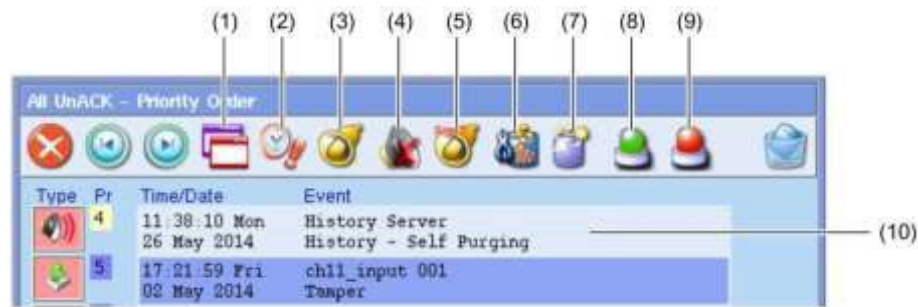 (1) (2) (3) (4) (5) (6) (7) (8) (9)
All UnACK - Priority Order
Type Pr Time/Date Event
4 11:38:10 Mon History Server
26 May 2014 History - Self Purging
(10)
5 17:21:59 Fri ch11_input 001
02 May 2014 Tamper